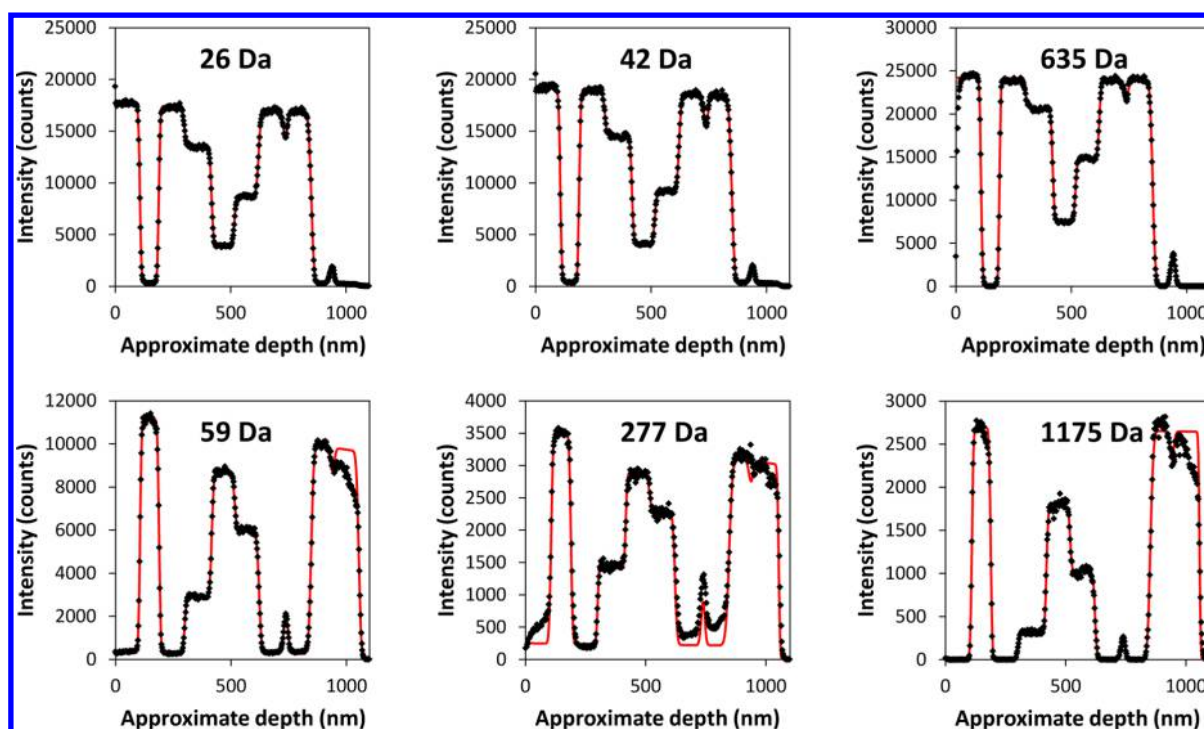 26 Da
Intensity (counts)
25000
20000
15000
10000
5000
0
0 500 1000
Approximate depth (nm)
42 Da
Intensity (counts)
25000
20000
15000
10000
5000
0
0 500 1000
Approximate depth (nm)
635 Da
Intensity (counts)
30000
25000
20000
15000
10000
5000
0
0 500 1000
Approximate depth (nm)
59 Da
Intensity (counts)
12000
10000
8000
6000
4000
2000
0
0 500 1000
Approximate depth (nm)
277 Da
Intensity (counts)
4000
3500
3000
2500
2000
1500
1000
500
0
0 500 1000
Approximate depth (nm)
1175 Da
Intensity (counts)
3000
2500
2000
1500
1000
500
0
0 500 1000
Approximate depth (nm)